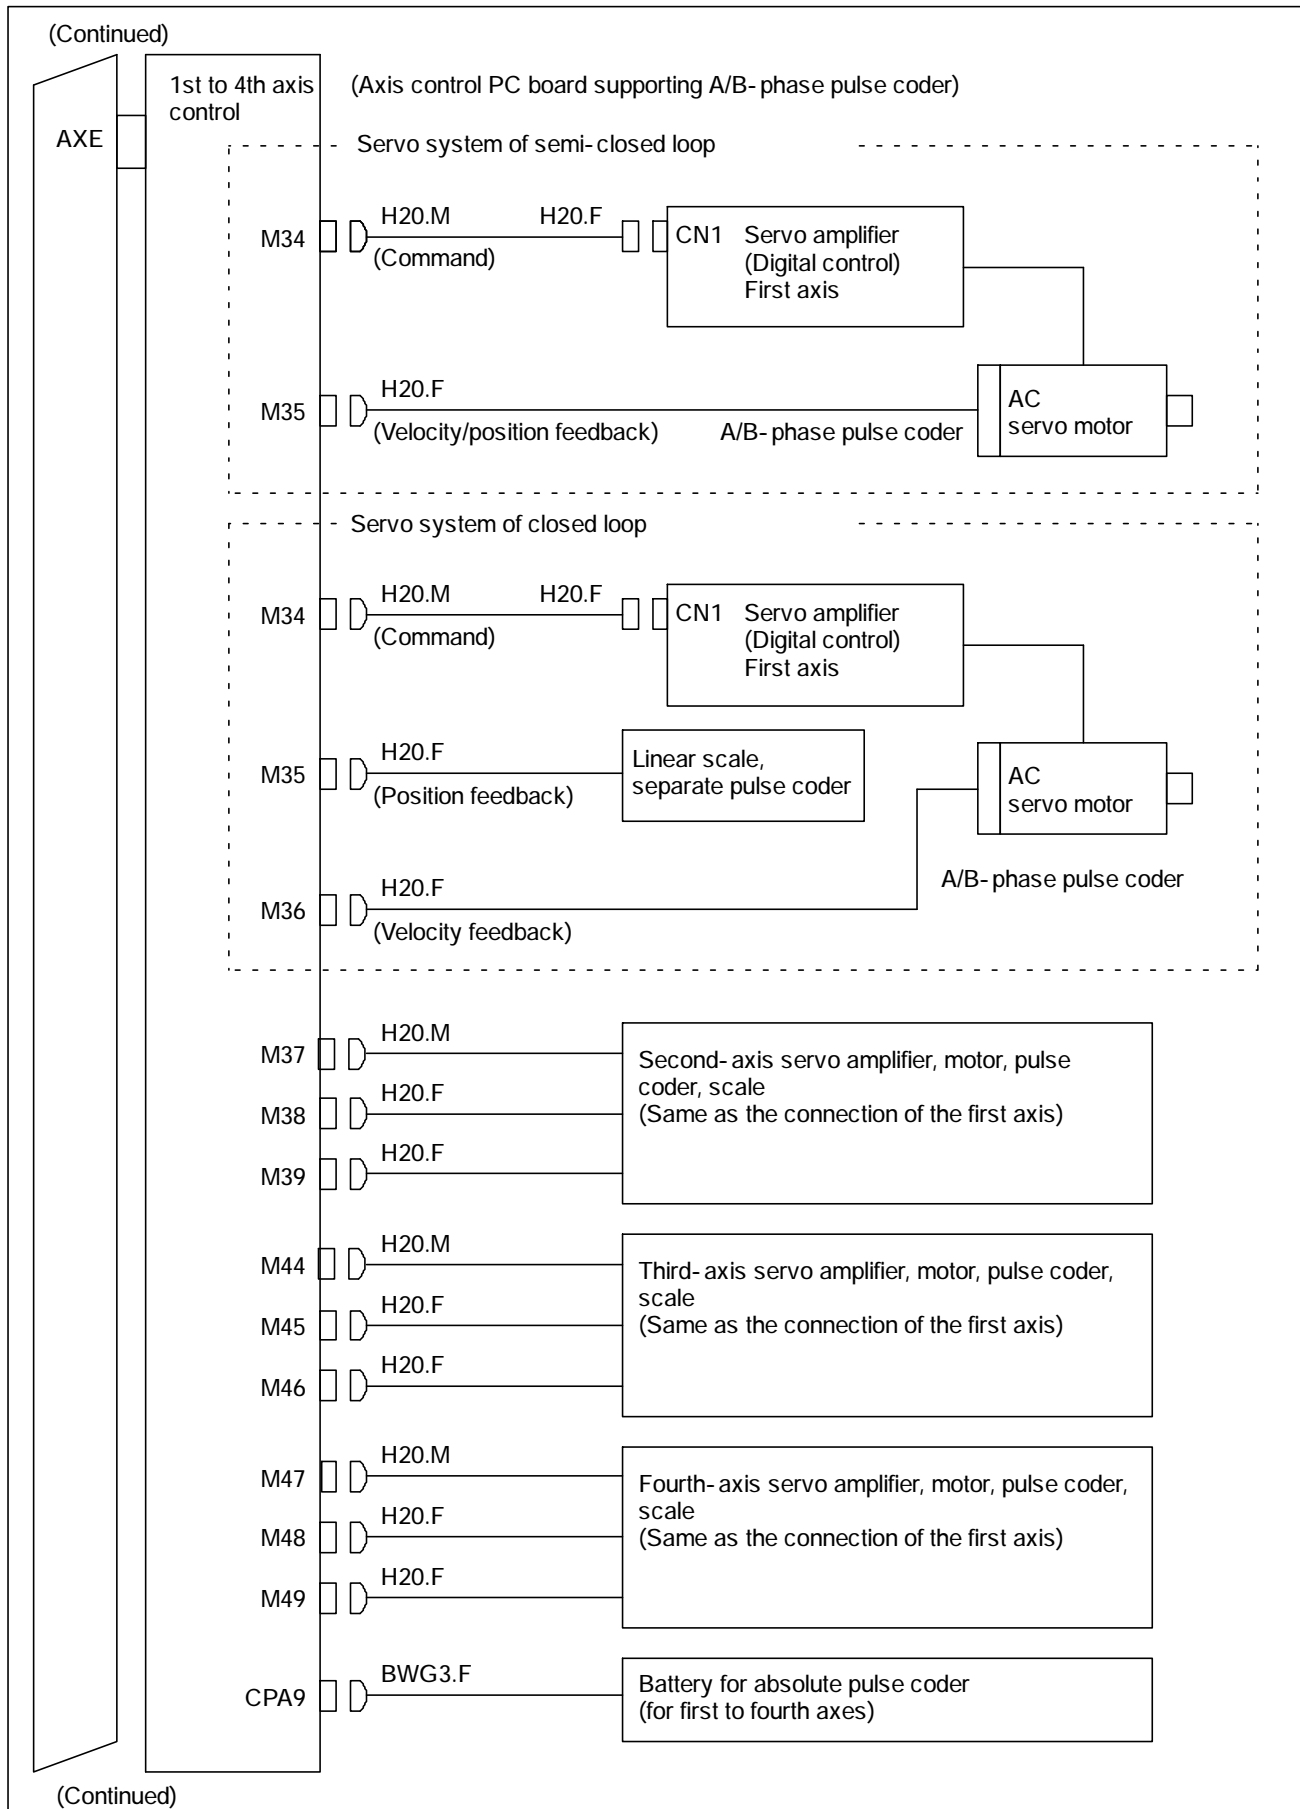 (Continued)
1st to 4th axis
control
(Axis control PC board supporting A/B-phase pulse coder)
AXE
Servo system of semi-closed loop
M34
H20.M
H20.F
(Command)
CN1
Servo amplifier
(Digital control)
First axis
M35
H20.F
(Velocity/position feedback)
A/B-phase pulse coder
AC
servo motor
Servo system of closed loop
M34
H20.M
H20.F
(Command)
CN1
Servo amplifier
(Digital control)
First axis
M35
H20.F
(Position feedback)
Linear scale,
separate pulse coder
AC
servo motor
A/B-phase pulse coder
M36
H20.F
(Velocity feedback)
M37
H20.M
M38
H20.F
M39
H20.F
Second-axis servo amplifier, motor, pulse
coder, scale
(Same as the connection of the first axis)
M44
H20.M
M45
H20.F
M46
H20.F
Third-axis servo amplifier, motor, pulse coder,
scale
(Same as the connection of the first axis)
M47
H20.M
M48
H20.F
M49
H20.F
Fourth-axis servo amplifier, motor, pulse coder,
scale
(Same as the connection of the first axis)
CPA9
BWG3.F
Battery for absolute pulse coder
(for first to fourth axes)
(Continued)